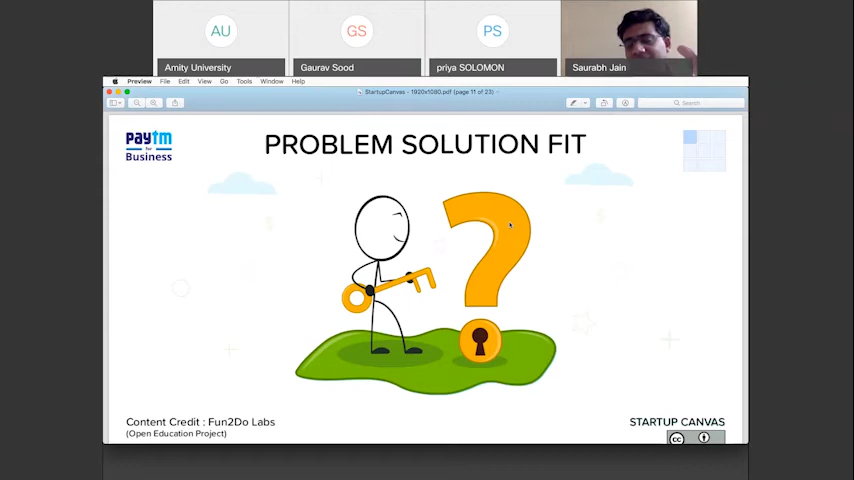 AU
GS
PS
Amity University
Gaurav Sood
priya SOLOMON
Saurabh Jain
Preview File Edit View Go Tools Window Help
StartupCanvas - 1920x1080.pdf (page 11 of 23)
Search
paytm
for
Business
PROBLEM SOLUTION FIT
?
Content Credit : Fun2Do Labs
(Open Education Project)
STARTUP CANVAS
cc